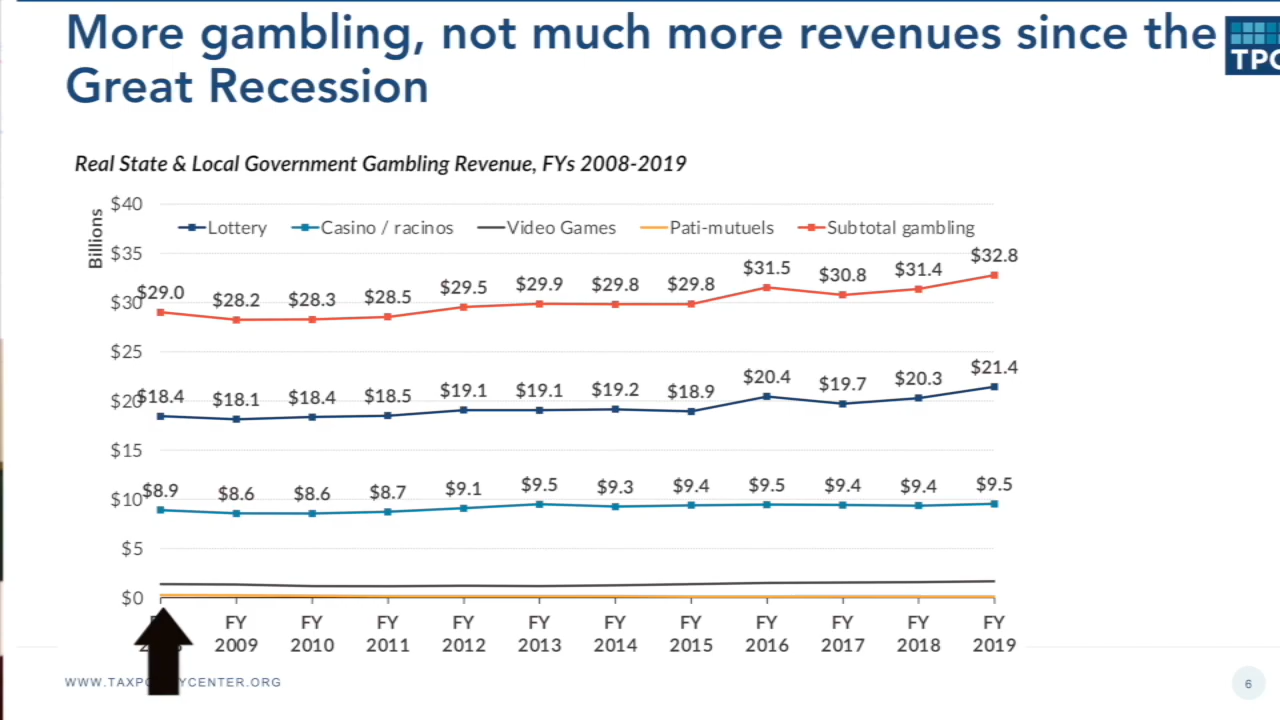 More gambling, not much more revenues since the
Great Recession
TPC
Real State & Local Government Gambling Revenue, FYs 2008-2019
Billions
Lottery Casino / racinos Video Games Pati-mutuels Subtotal gambling
$40
$35
$30
$25
$20
$15
$10
$5
$0
$29.0 $28.2 $28.3 $28.5 $29.5 $29.9 $29.8 $29.8 $31.5 $30.8 $31.4 $32.8
$18.4 $18.1 $18.4 $18.5 $19.1 $19.1 $19.2 $18.9 $20.4 $19.7 $20.3 $21.4
$8.9 $8.6 $8.6 $8.7 $9.1 $9.5 $9.3 $9.4 $9.5 $9.4 $9.4 $9.5
FY FY FY FY FY FY FY FY FY FY FY
2009 2010 2011 2012 2013 2014 2015 2016 2017 2018 2019
WWW.TAXPOLICYCENTER.ORG
6